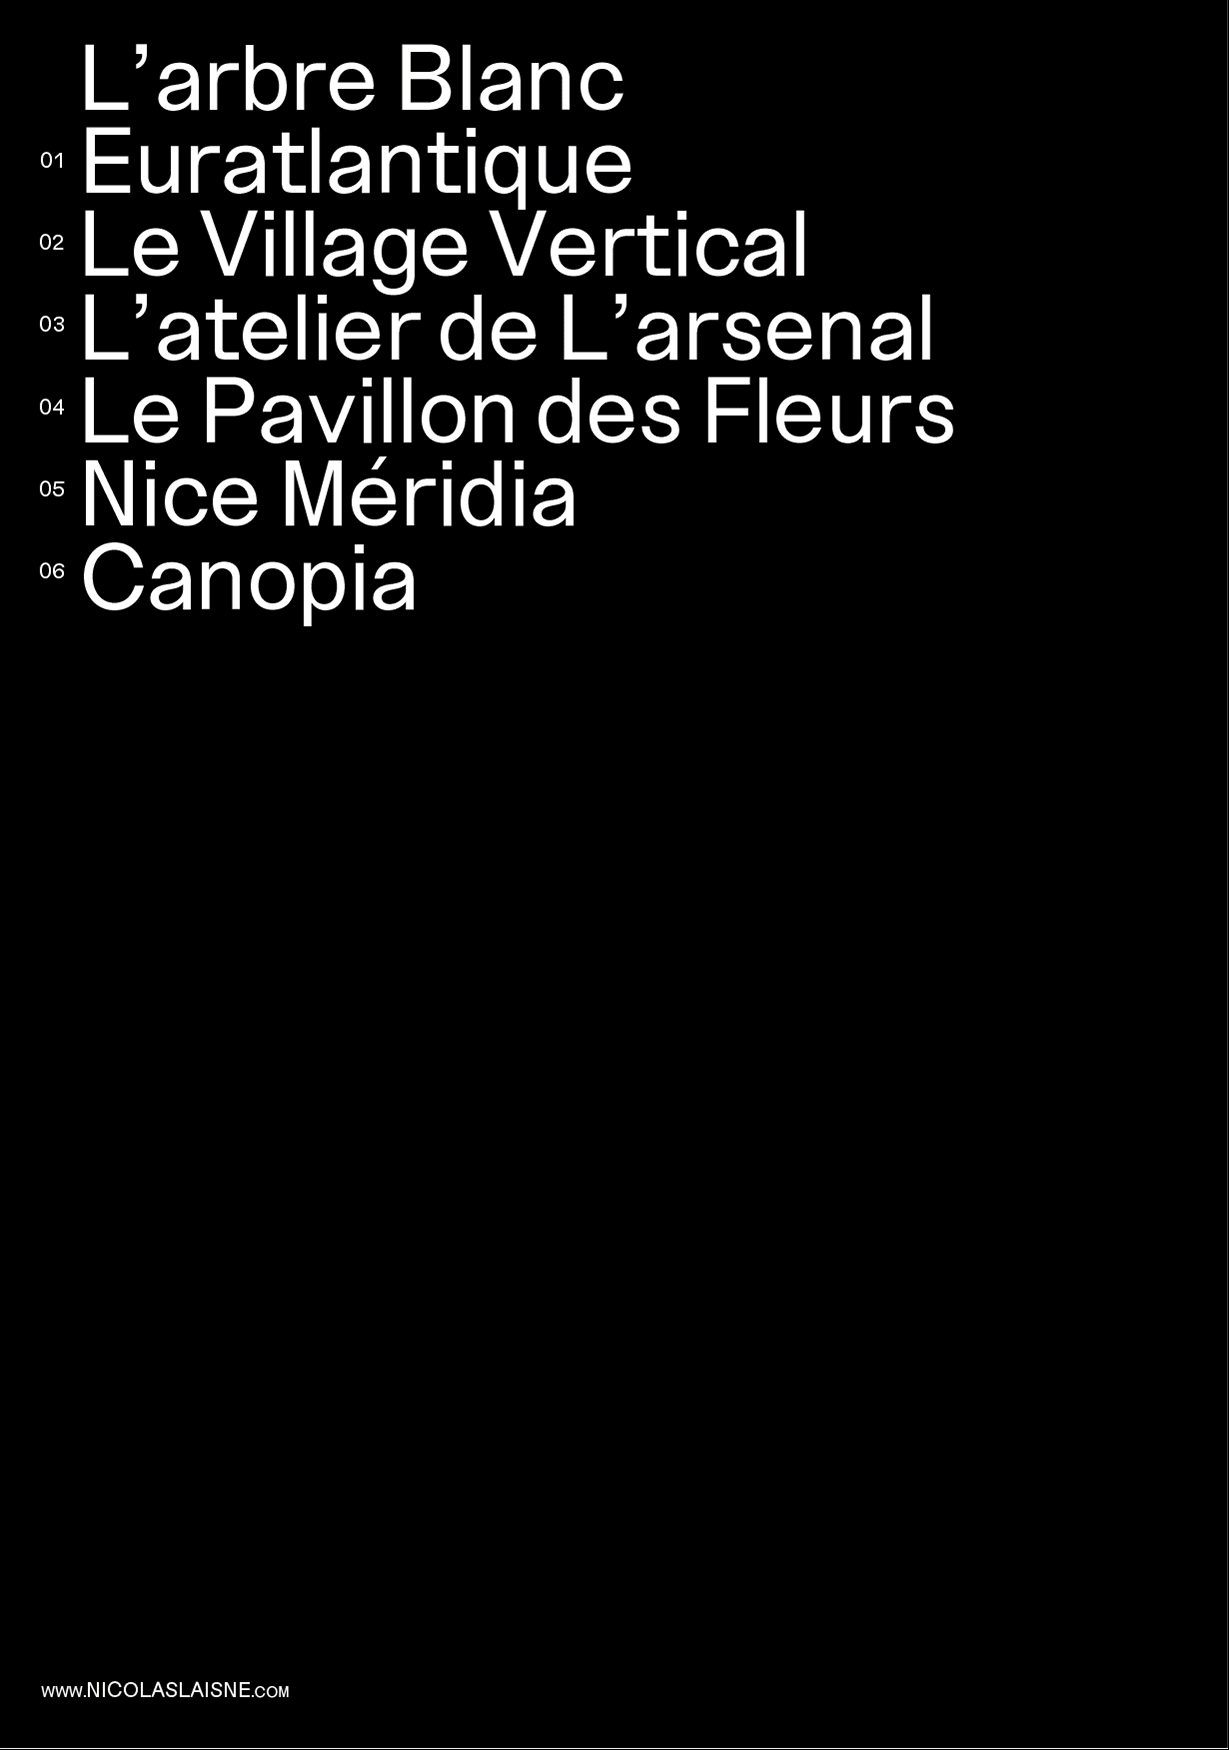 L’arbre Blanc
01 Euratlantique
02 Le Village Vertical
03 L’atelier de L’arsenal
04 Le Pavillon des Fleurs
05 Nice Méridia
06 Canopia
www.NICOLASLAISNE.COM